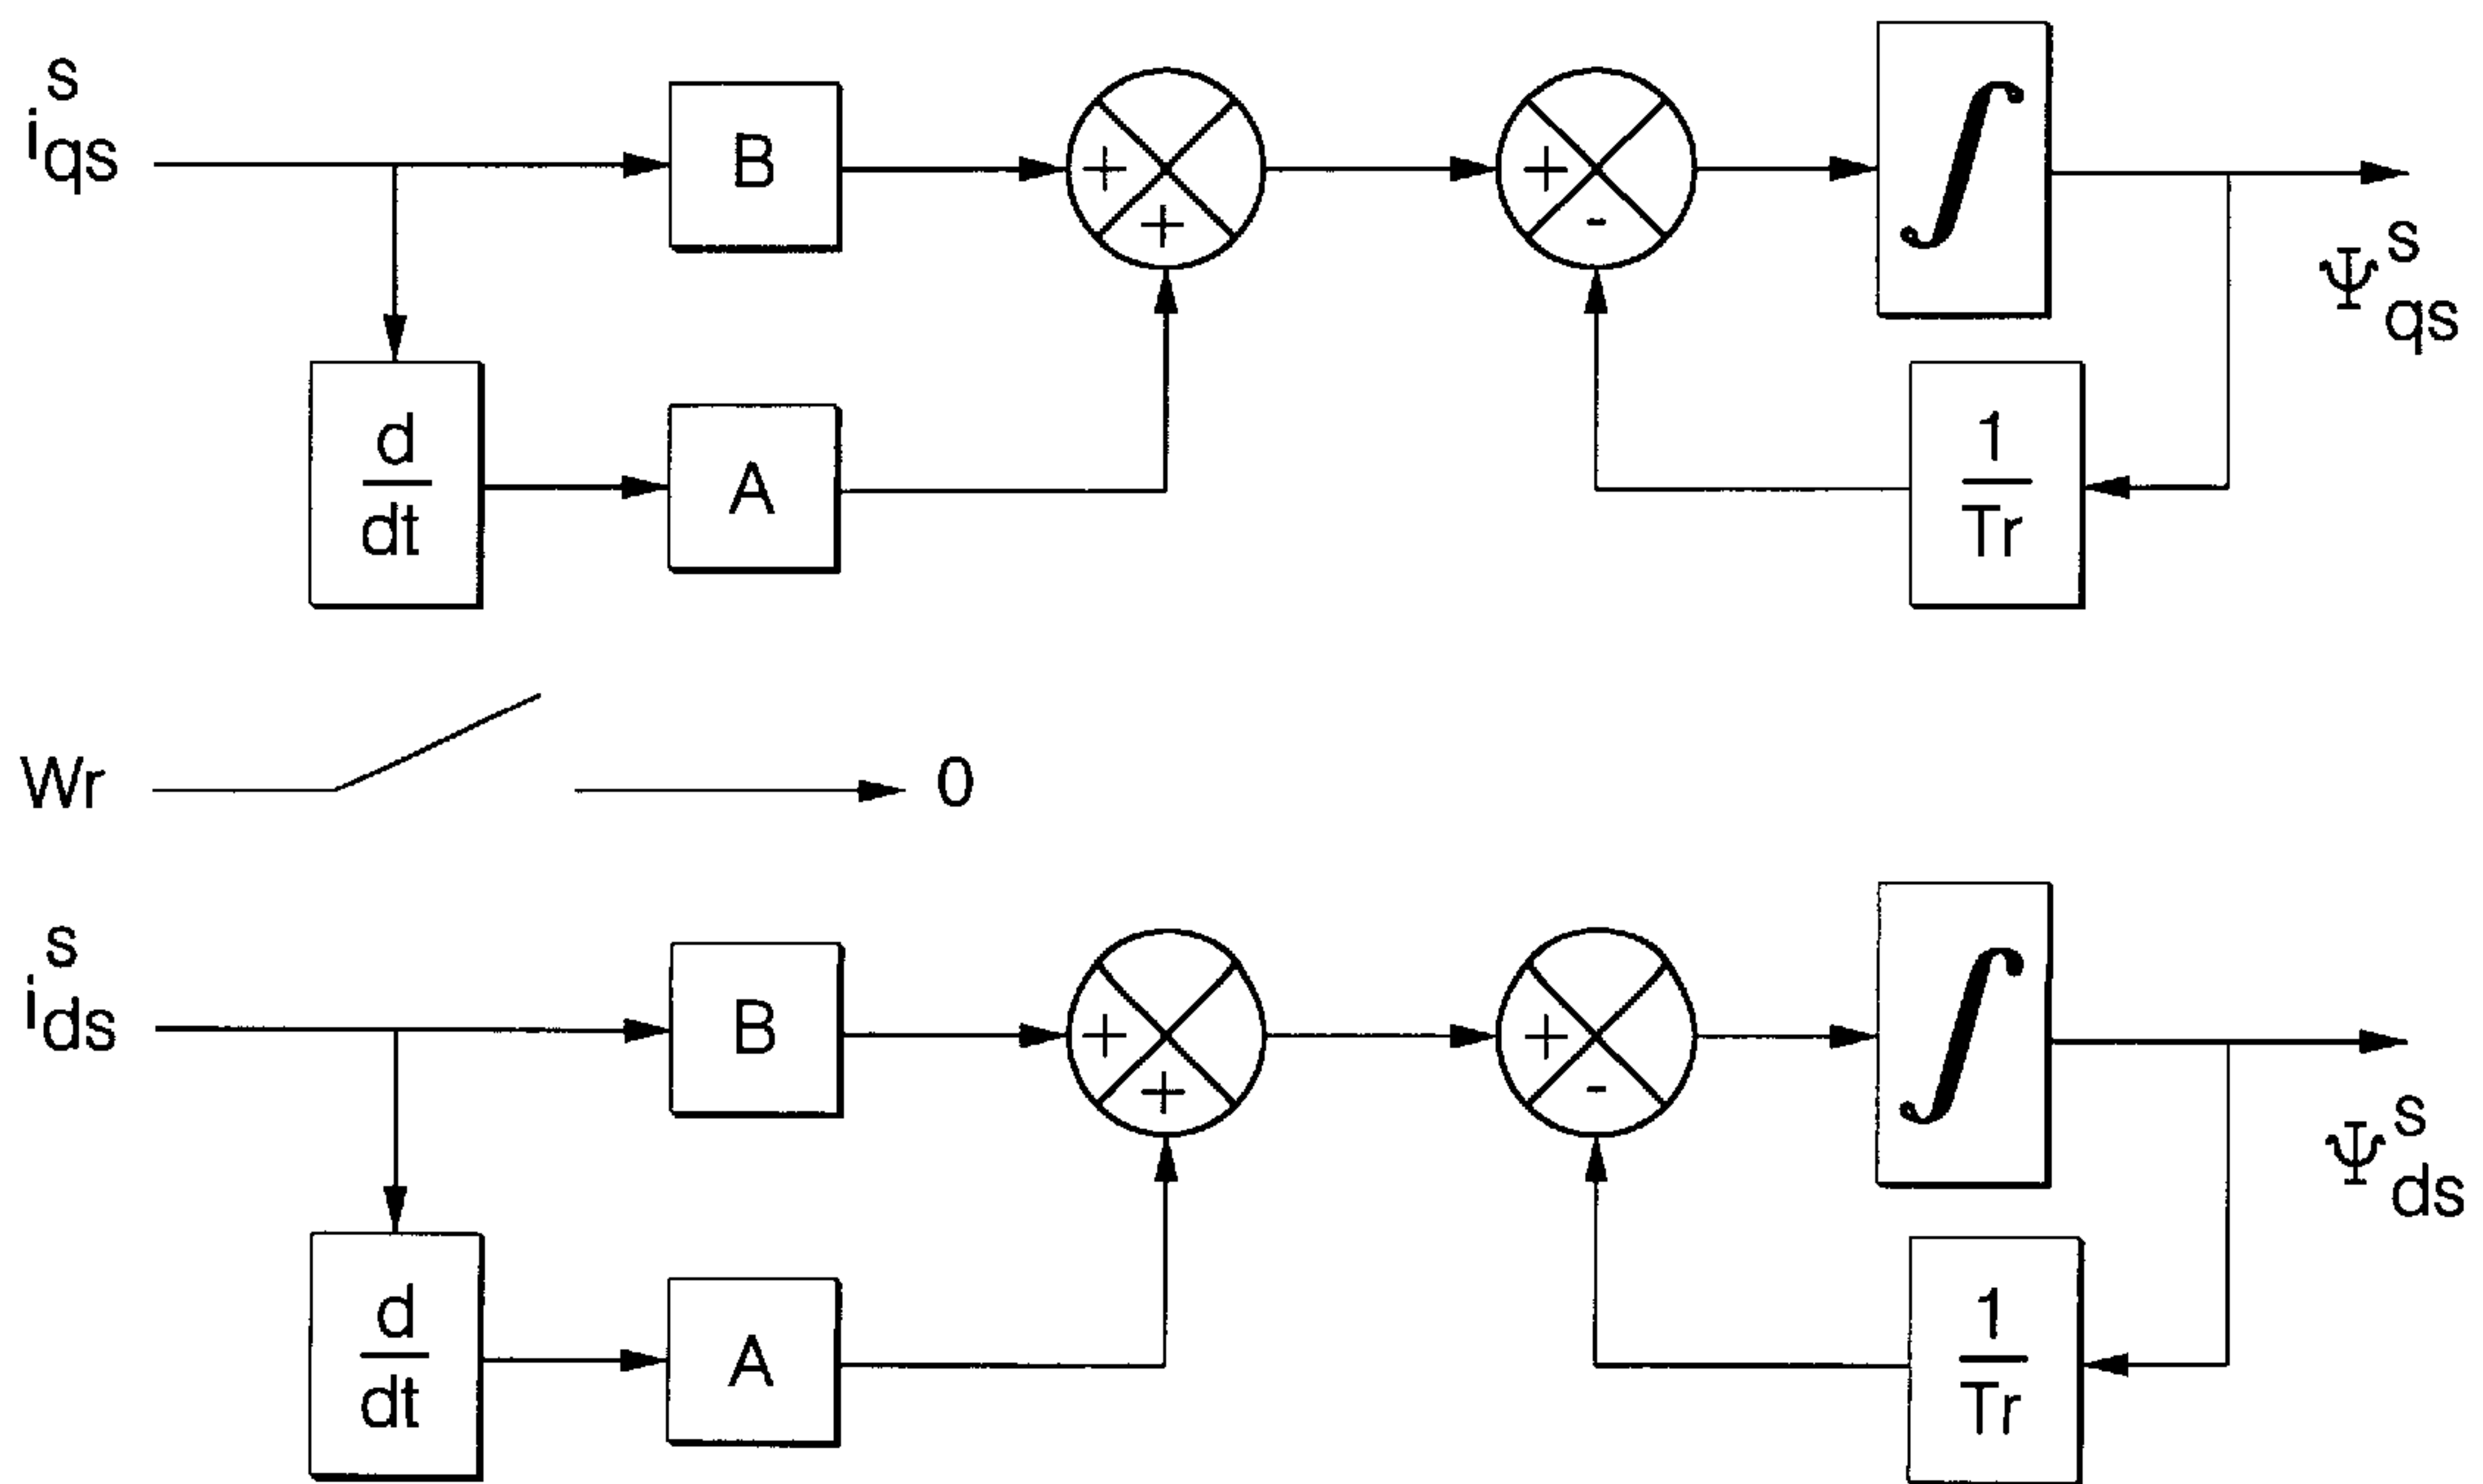 s
iqs
B
+
+
+
-
∫
Ψ s qs
d
dt
A
1
Tr
Wr
0
s
ids
B
+
+
+
-
∫
Ψ s ds
d
dt
A
1
Tr